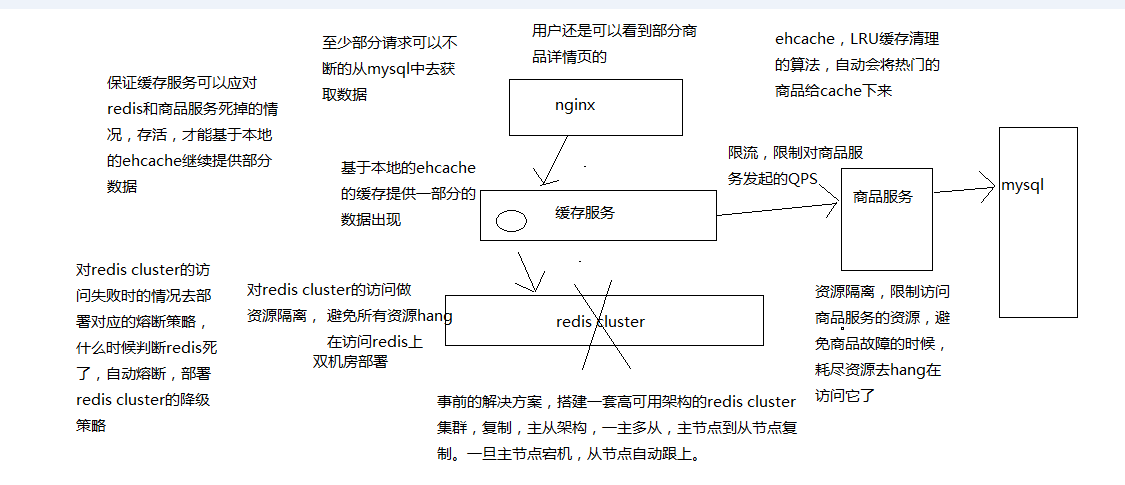 用户还是可以看到部分商
品详情页的
至少部分请求可以不
断的从mysql中去获
取数据
ehcache，LRU缓存清理
的算法，自动会将热门的
商品给cache下来
保证缓存服务可以应对
redis和商品服务死掉的情
况，存活，才能基于本地
的ehcache继续提供部分
数据
nginx
限流，限制对商品服
务发起的QPS
基于本地的ehcache
的缓存提供一部分的
数据出现
缓存服务
商品服务
mysql
对redis cluster的访
问失败时的情况去部
署对应的熔断策略，
什么时候判断redis死
了，自动熔断，部署
redis cluster的降级
策略
对redis cluster的访问做
资源隔离，避免所有资源hang
在访问redis上
双机房部署
redis cluster
资源隔离，限制访问
商品服务的资源，避
免商品故障的时候，
耗尽资源去hang在
访问它了
事前的解决方案，搭建一套高可用架构的redis cluster
集群，复制，主从架构，一主多从，主节点到从节点复
制。一旦主节点宕机，从节点自动跟上。